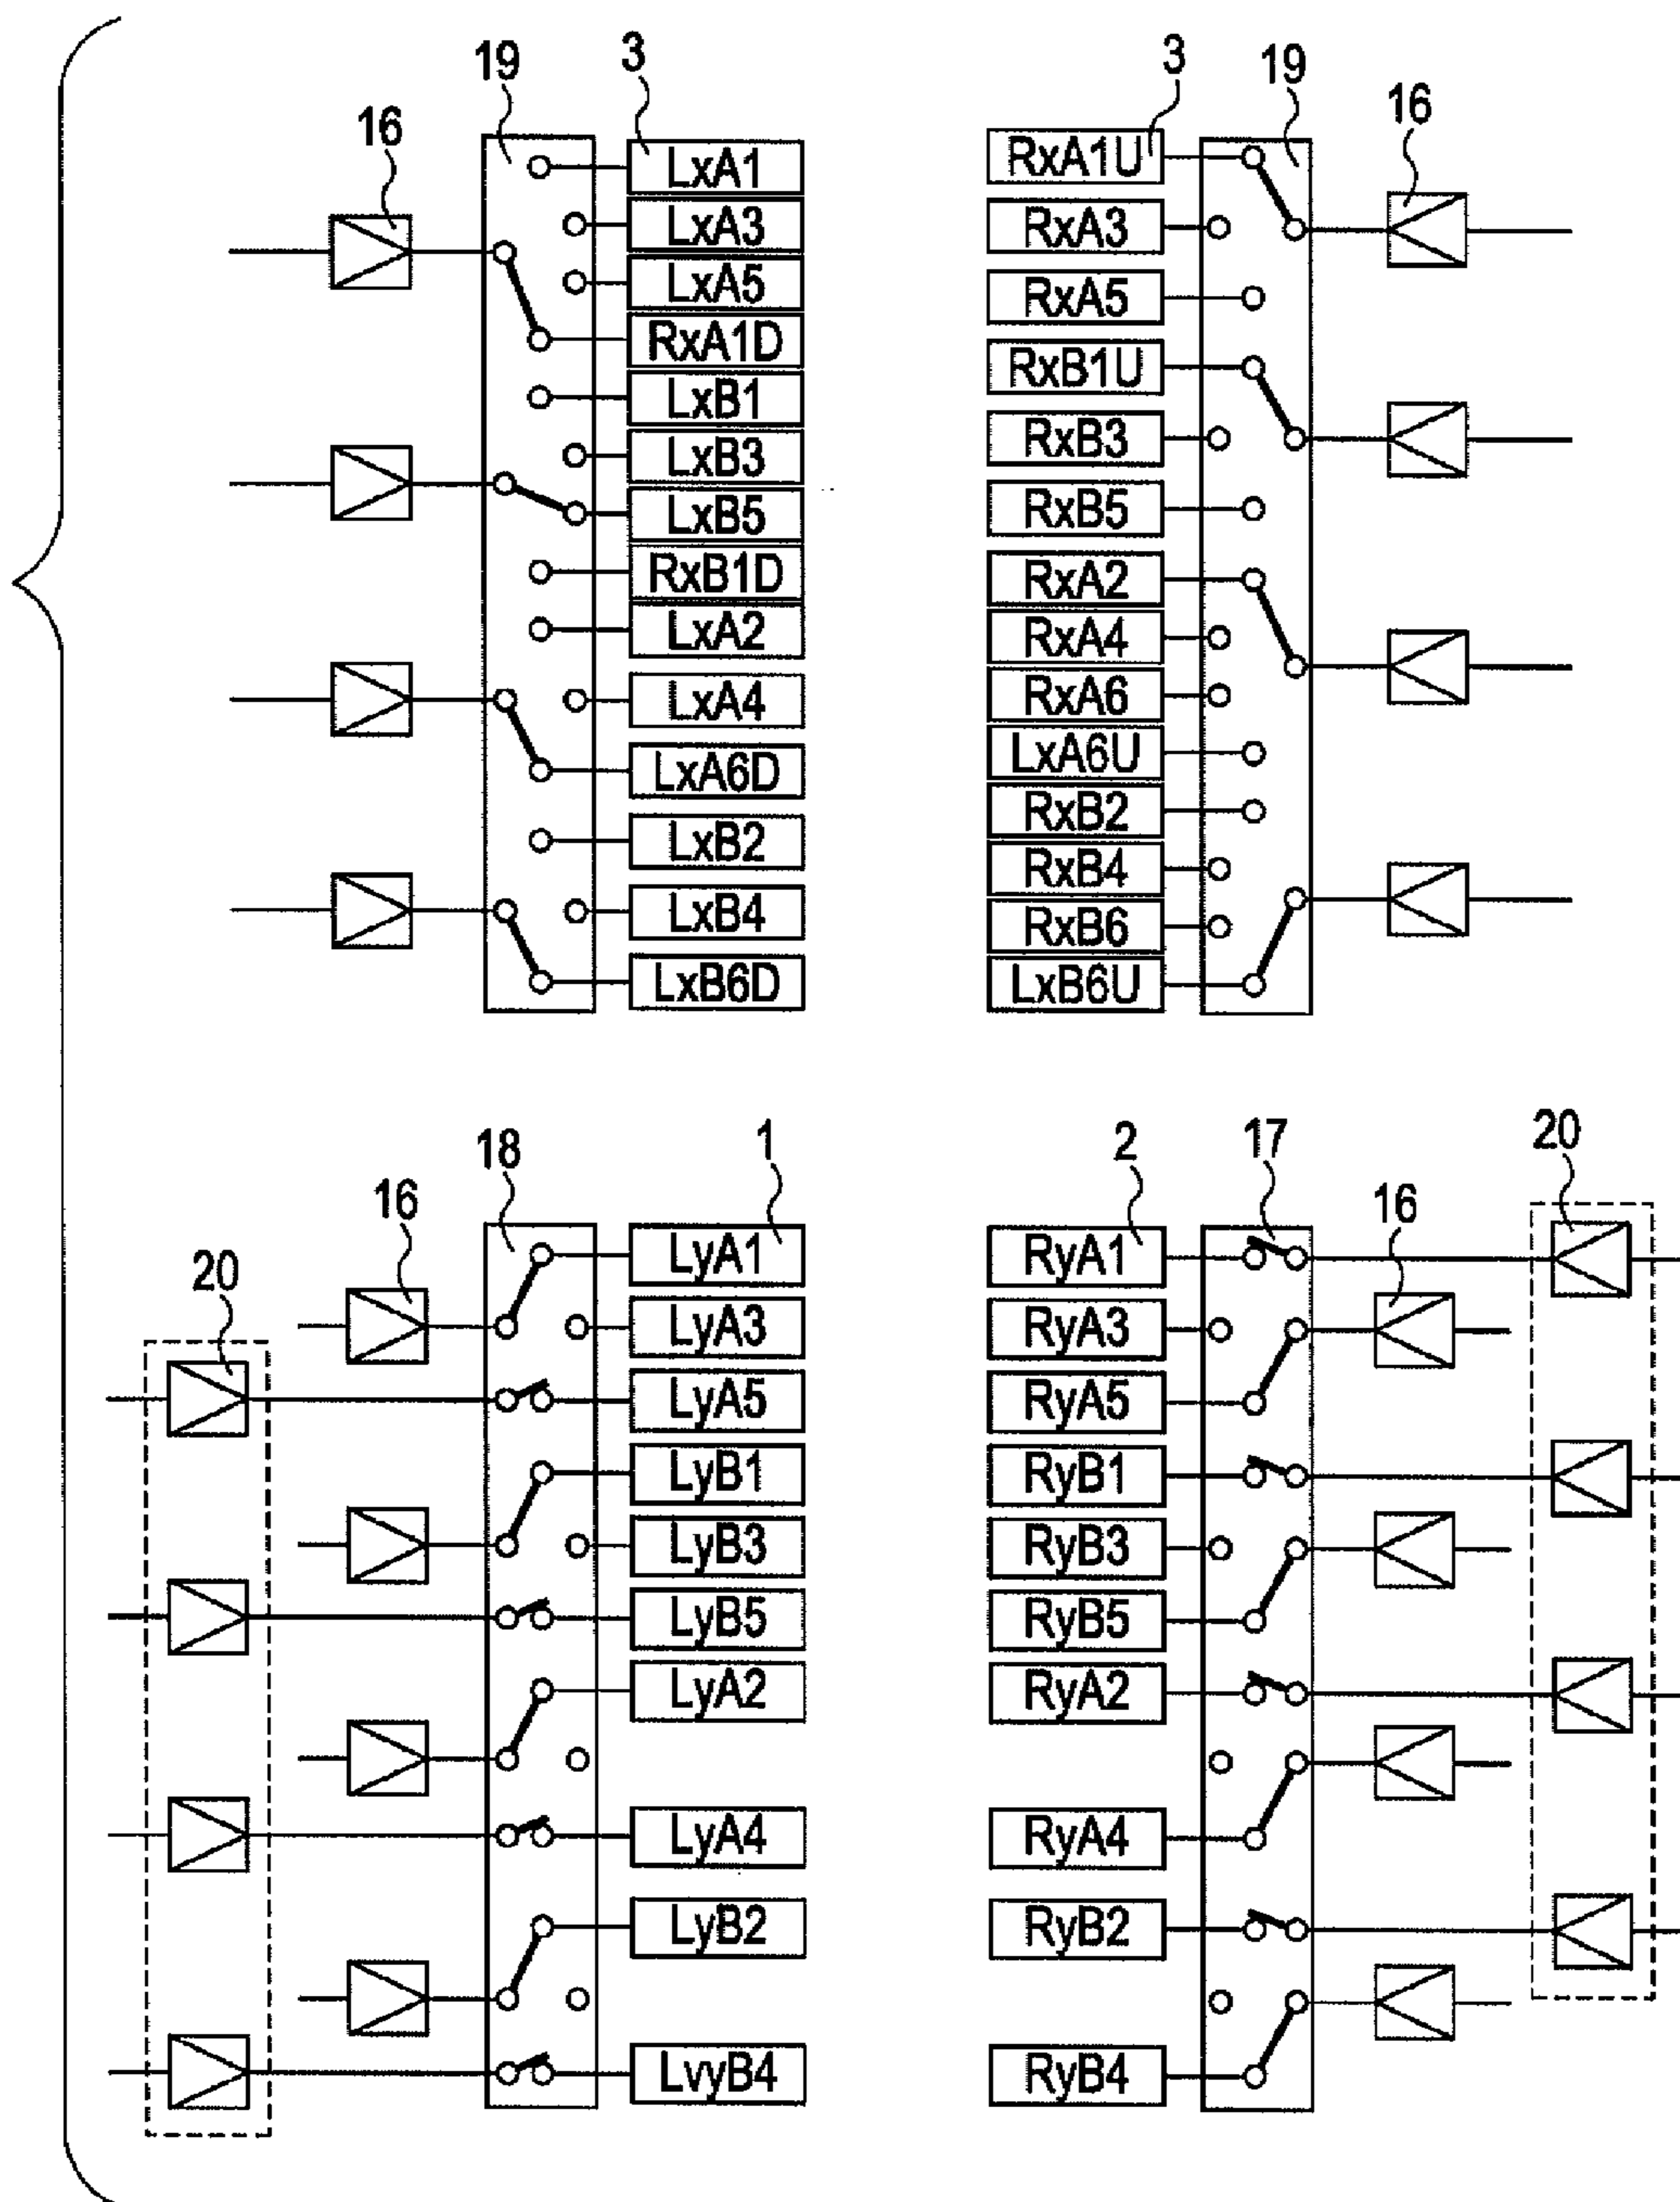 19 3
16
LxA1
LxA3
LxA5
RxA1D
LxB1
LxB3
LxB5
RxB1D
LxA2
LxA4
LxA6D
LxB2
LxB4
LxB6D
3 19
16
RxA1U
RxA3
RxA5
RxB1U
RxB3
RxB5
RxA2
RxA4
RxA6
LxA6U
RxB2
RxB4
RxB6
LxB6U
18 1
16
20
LyA1
LyA3
LyA5
LyB1
LyB3
LyB5
LyA2
LyA4
LyB2
LvyB4
2 17 20
16
RyA1
RyA3
RyA5
RyB1
RyB3
RyB5
RyA2
RyA4
RyB2
RyB4